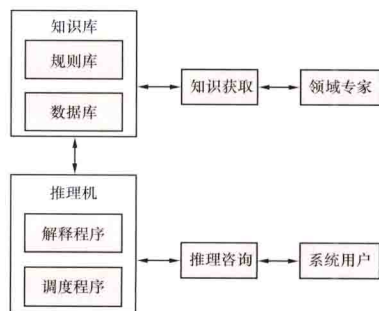 知识库
规则库
数据库
知识获取
领域专家
推理机
解释程序
调度程序
推理咨询
系统用户